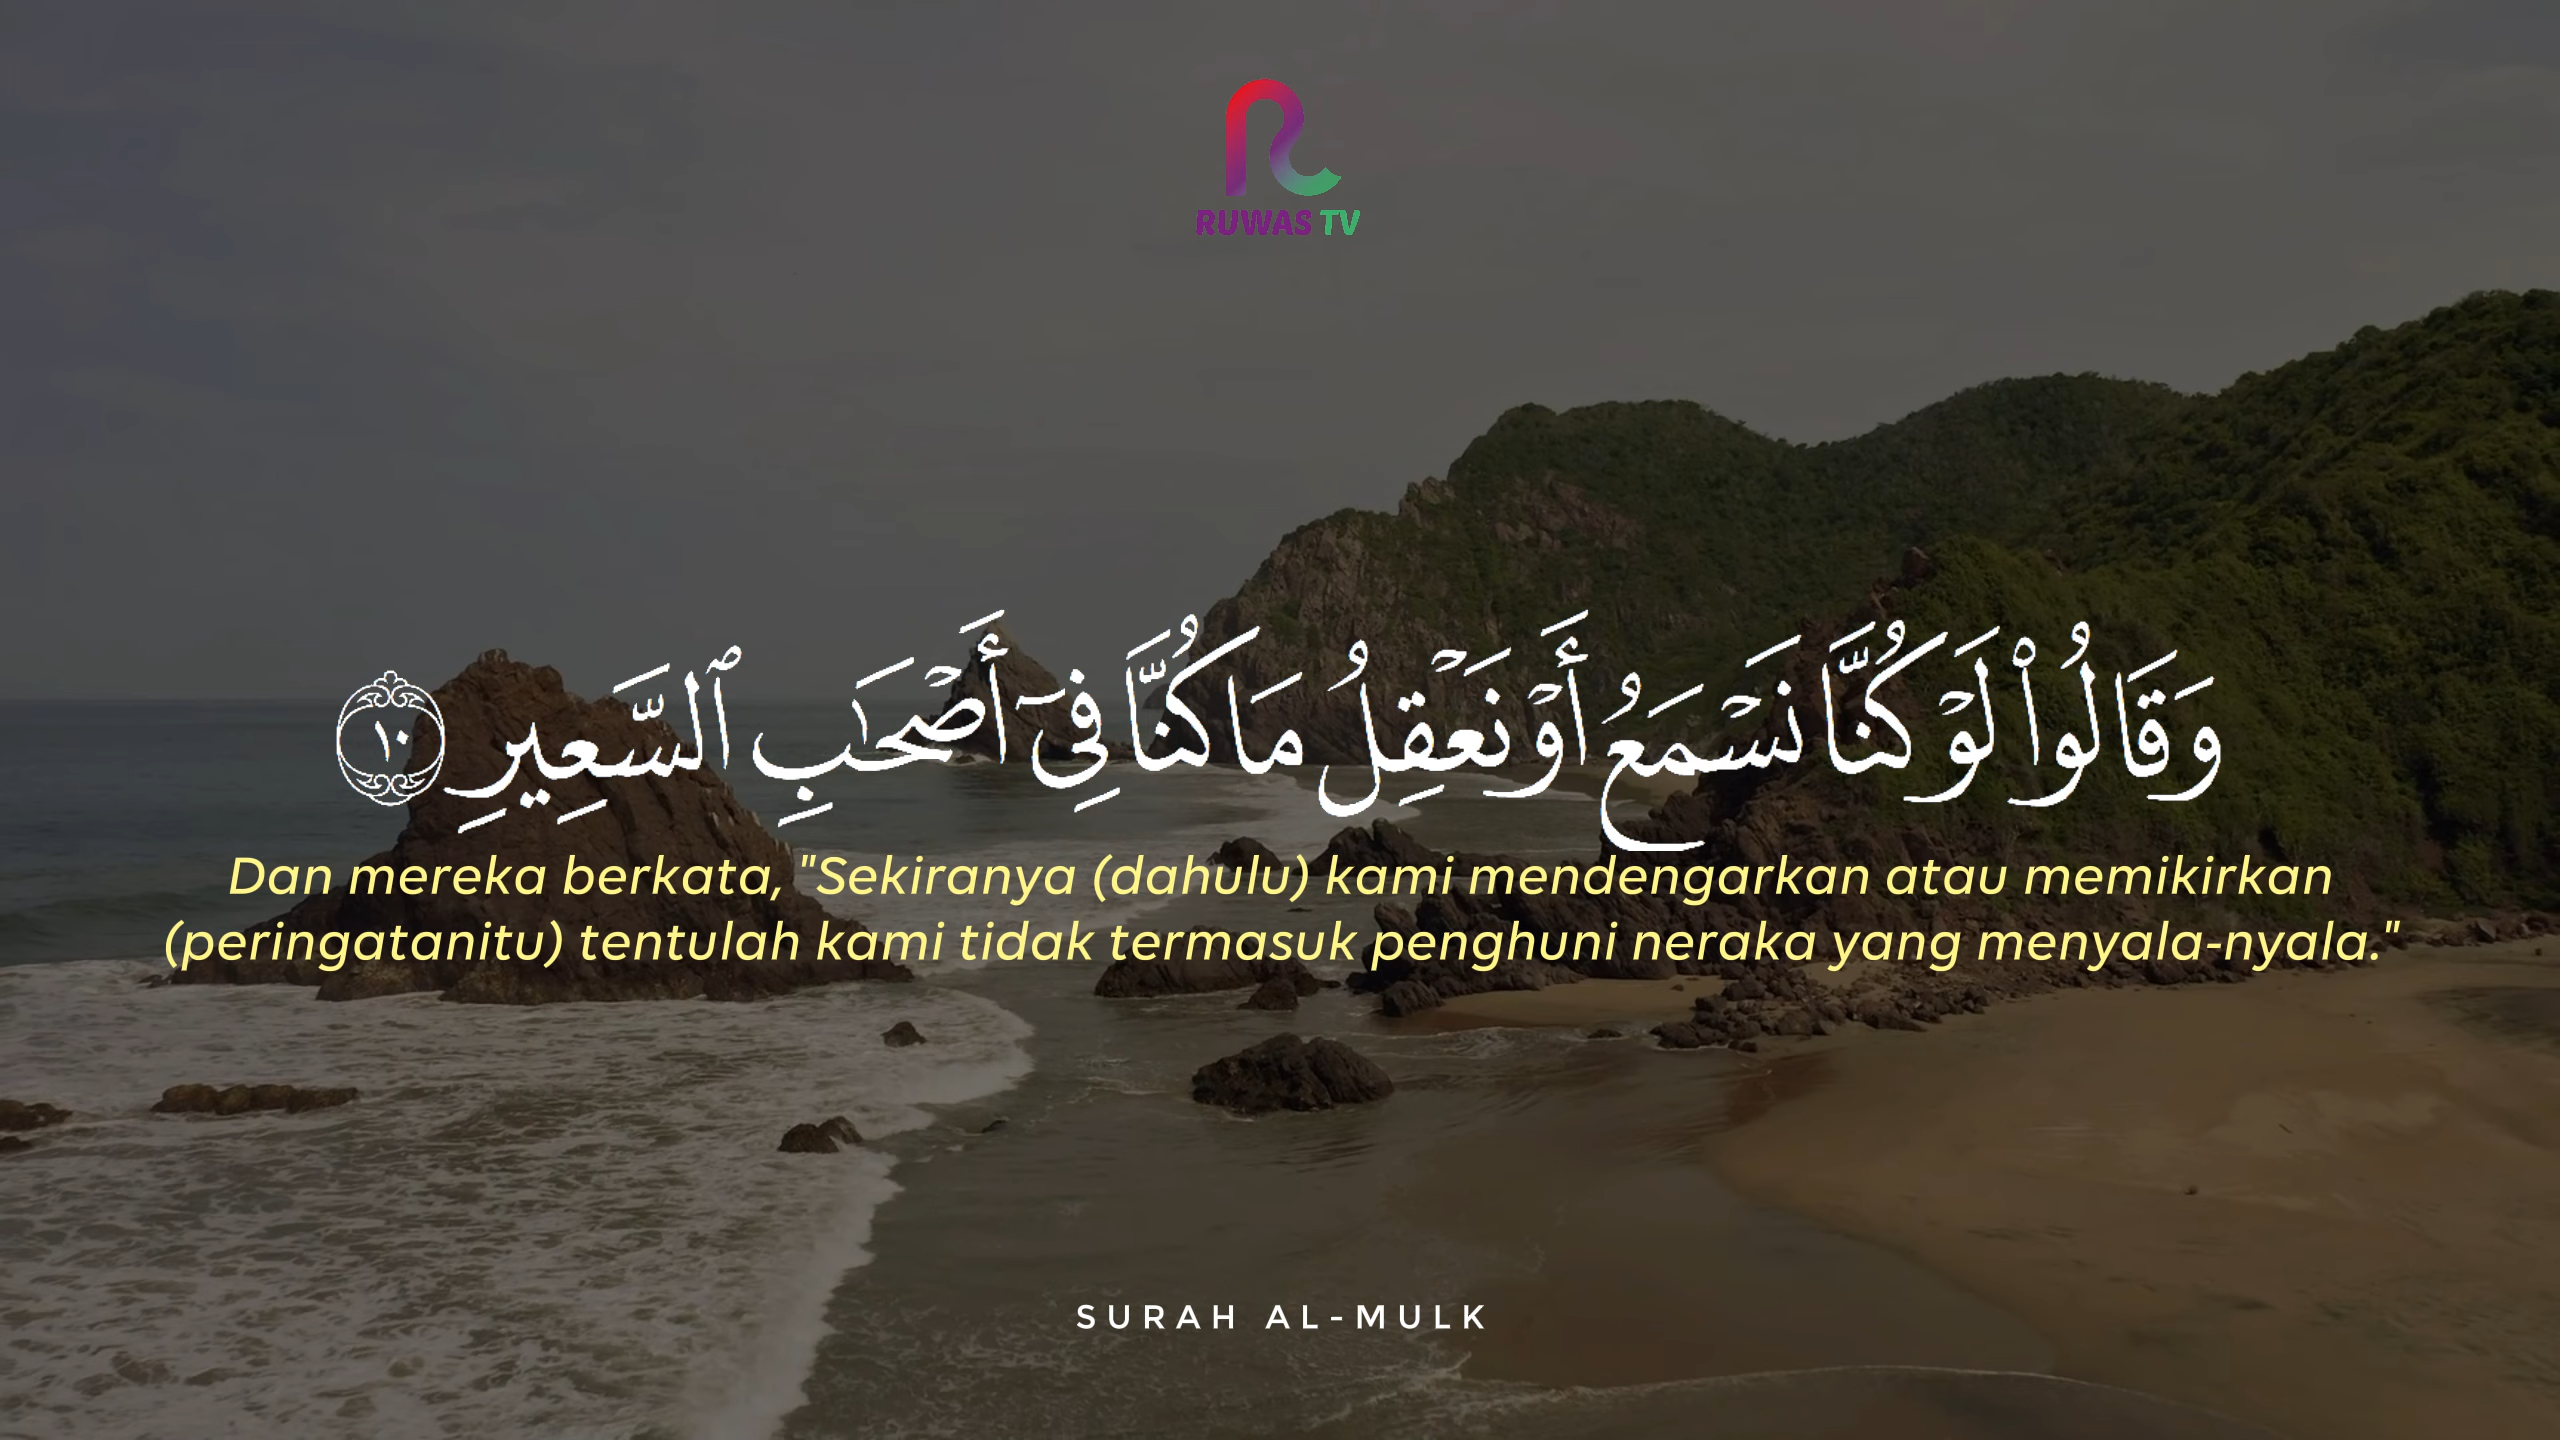 RUWAS TV
وَقَالُوا۟ لَوْ كُنَّا نَسْمَعُ أَوْ نَعْقِلُ مَا كُنَّا فِىٓ أَصْحَٰبِ ٱلسَّعِيرِ ١٠
Dan mereka berkata, "Sekiranya (dahulu) kami mendengarkan atau memikirkan
(peringatanitu) tentulah kami tidak termasuk penghuni neraka yang menyala-nyala."
SURAH AL-MULK